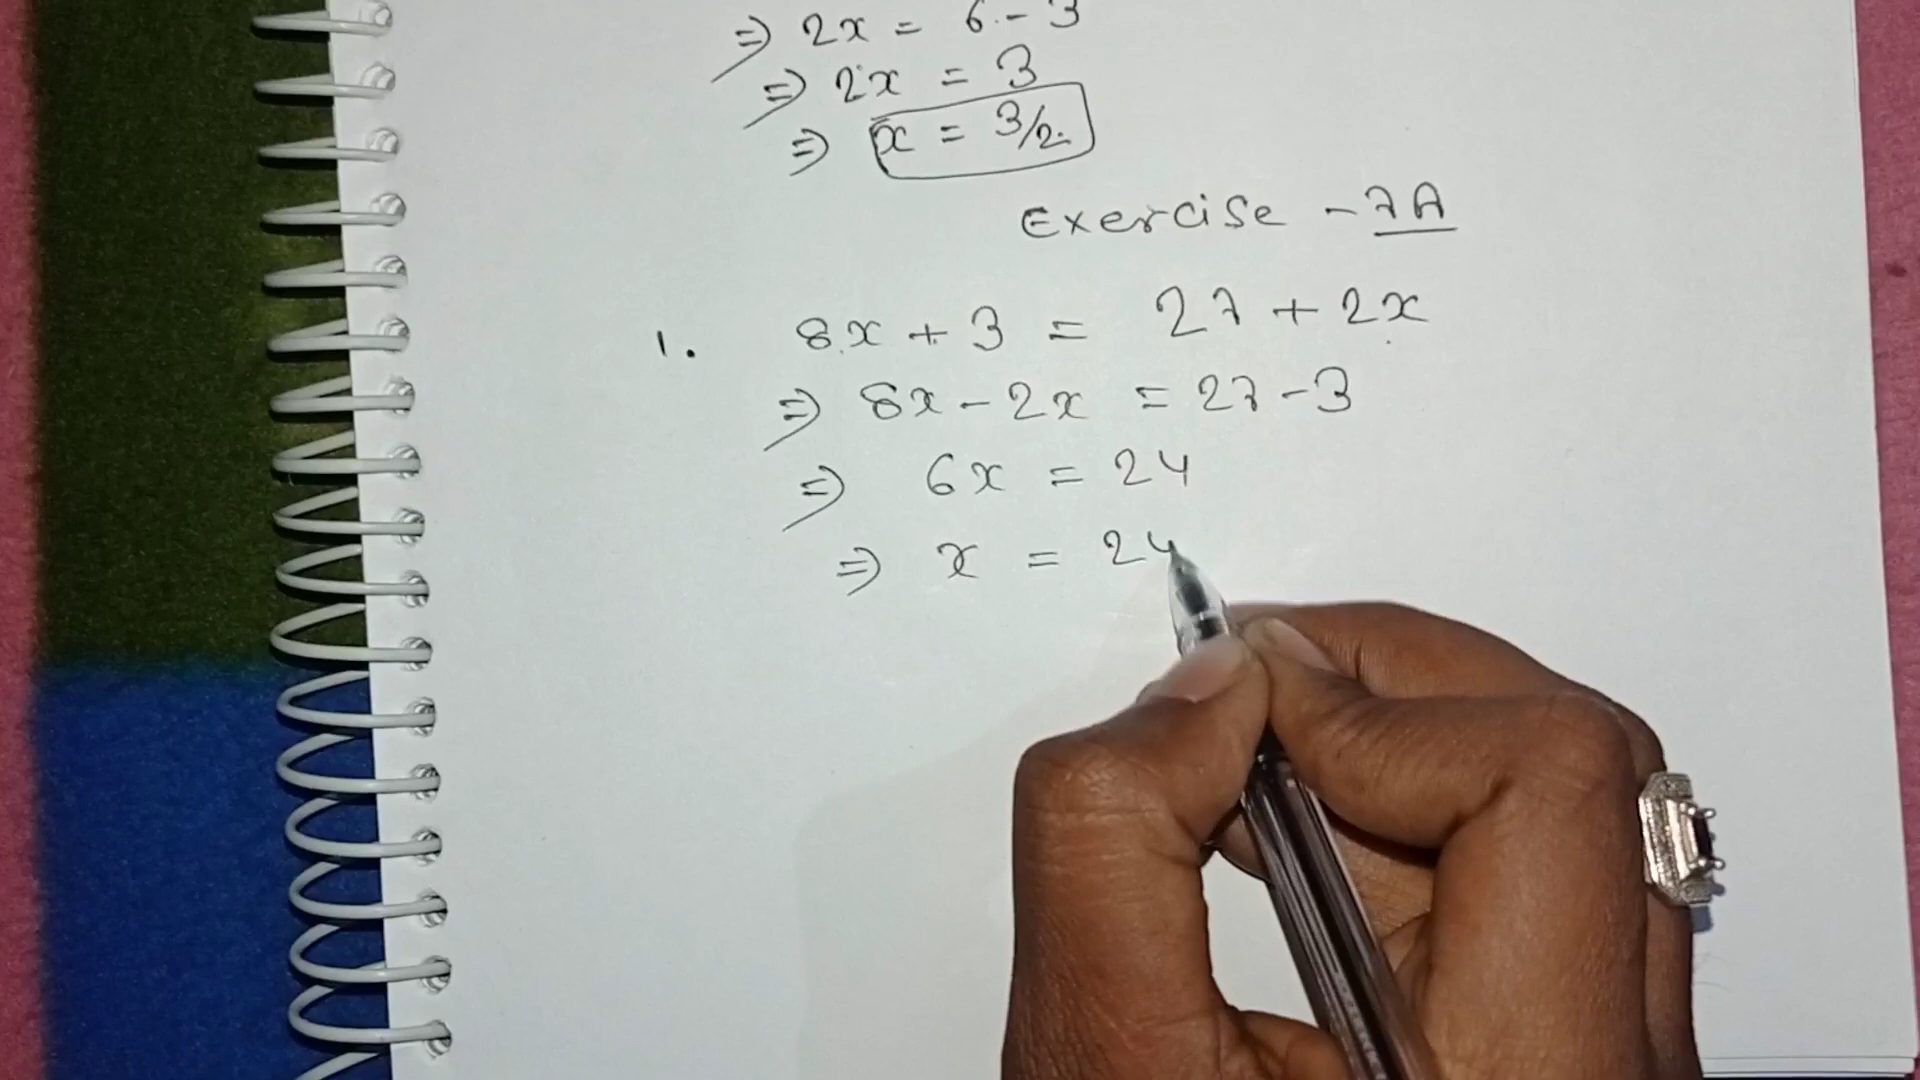 ⇒ 2x = 6 - 3
⇒ 2x = 3
⇒ x = 3/2
Exercise - 7A
1. 8x + 3 = 27 + 2x
⇒ 8x - 2x = 27 - 3
⇒ 6x = 24
⇒ x = 24